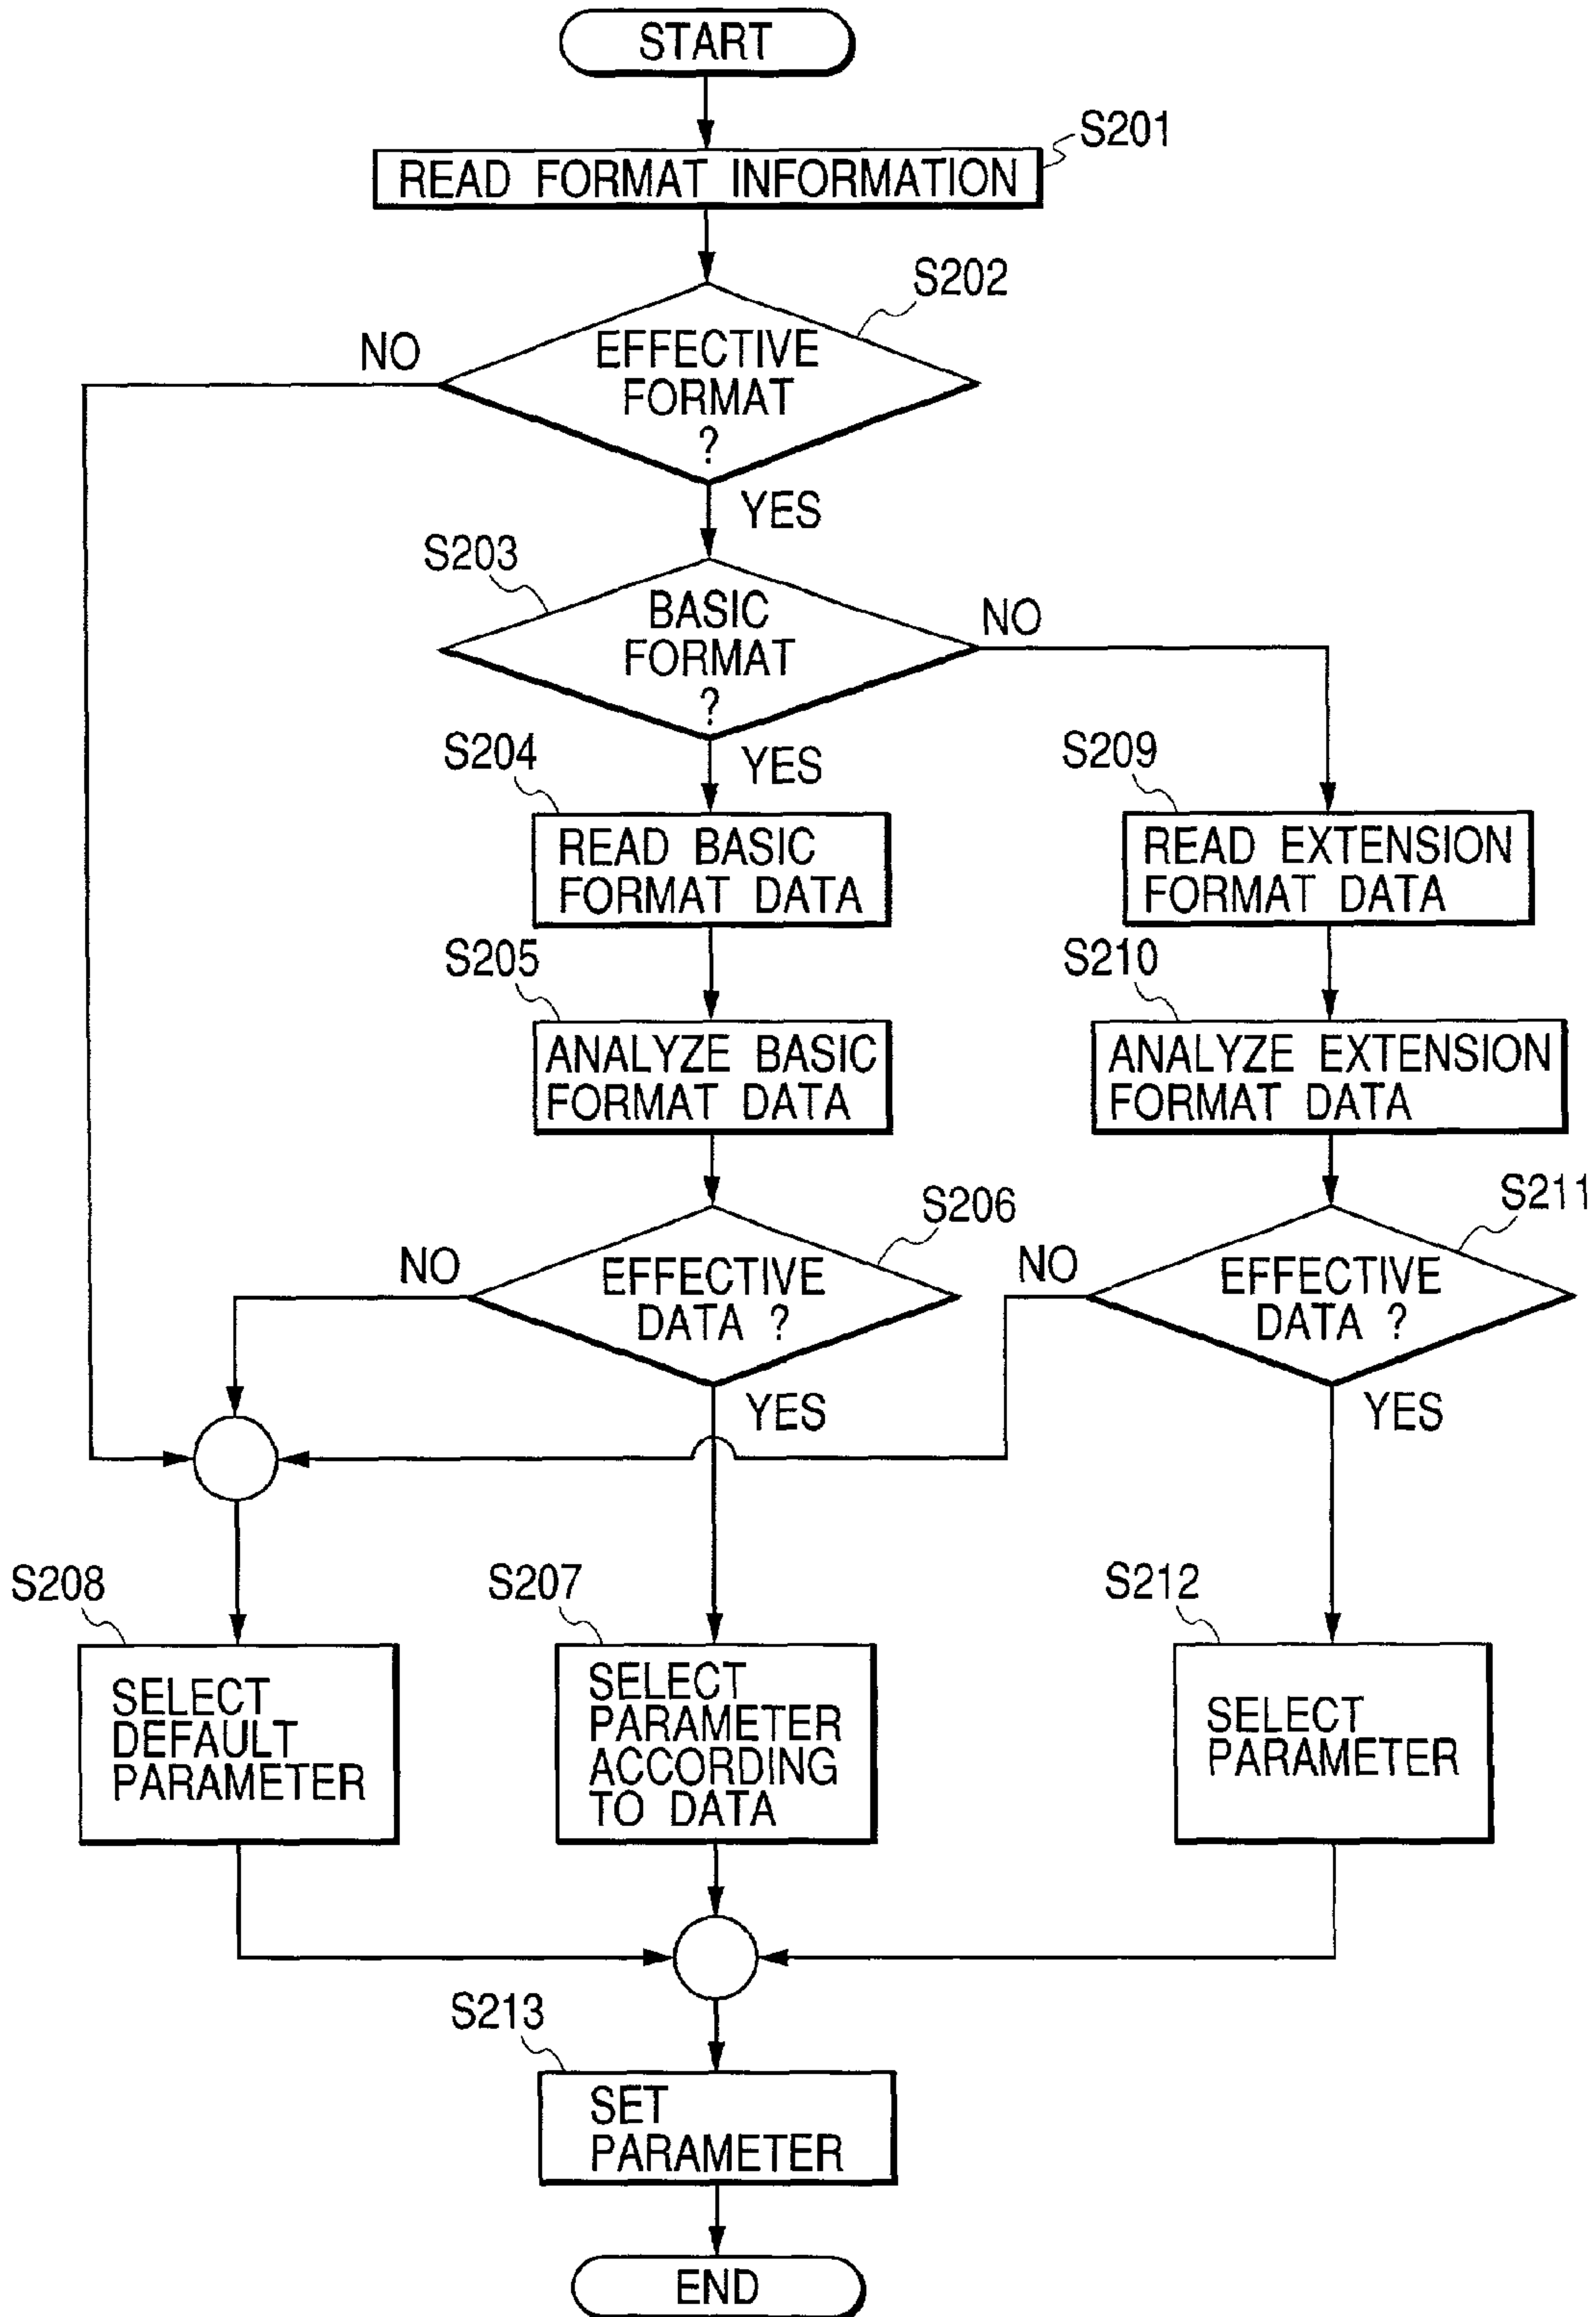 START
S201
READ FORMAT INFORMATION
S202
NO
EFFECTIVE
FORMAT
?
YES
S203
BASIC
FORMAT
?
NO
YES
S204
READ BASIC
FORMAT DATA
S209
READ EXTENSION
FORMAT DATA
S205
ANALYZE BASIC
FORMAT DATA
S210
ANALYZE EXTENSION
FORMAT DATA
S206
NO
EFFECTIVE
DATA ?
YES
S211
NO
EFFECTIVE
DATA ?
YES
S208
SELECT
DEFAULT
PARAMETER
S207
SELECT
PARAMETER
ACCORDING
TO DATA
S212
SELECT
PARAMETER
S213
SET
PARAMETER
END